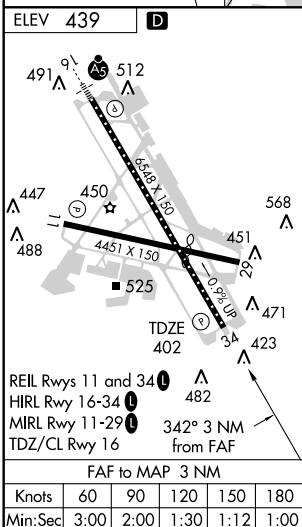 ELEV 439 D
16
A5
491
512
P
6548 X 150
447
P
450
568
11
488
4451 X 150
451
29
525
0.9% UP
471
P
TDZE
402
34
423
REIL Rwys 11 and 34 L
HIRL Rwy 16-34 L
MIRL Rwy 11-29 L
TDZ/CL Rwy 16
482
342° 3 NM
from FAF
FAF to MAP 3 NM
Knots 60 90 120 150 180
Min:Sec 3:00 2:00 1:30 1:12 1:00